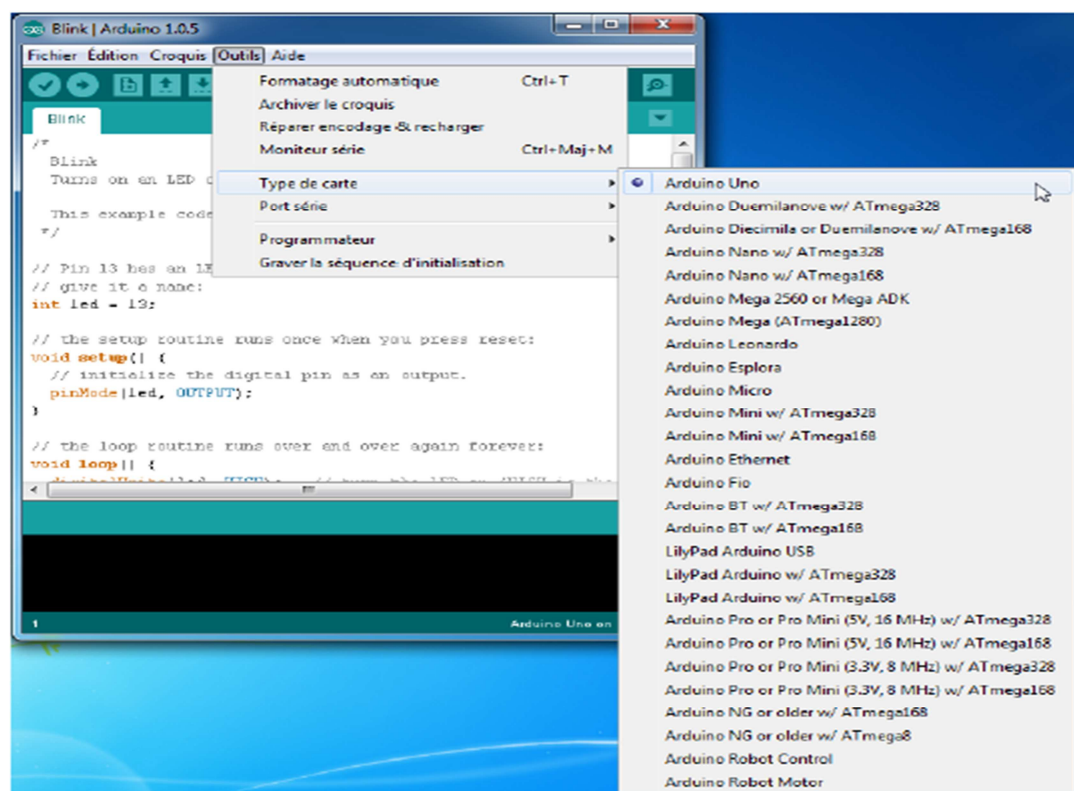 Blink | Arduino 1.0.5
Fichier Édition Croquis Outils Aide
Formatage automatique Ctrl+T
Archiver le croquis
Réparer encodage & recharger
Moniteur série Ctrl+Maj+M
Type de carte
Port série
Programmateur
Graver la séquence d'initialisation
Blink
/*
Blink
Turns on an LED
This example code
*/
// Pin 13 has an LE
// give it a name:
int led = 13;
// the setup routine runs once when you press reset:
void setup() {
// initialize the digital pin as an output.
pinMode(led, OUTPUT);
}
// the loop routine runs over and over again forever:
void loop() {
1
Arduino Uno on
Arduino Uno
Arduino Duemilanove w/ ATmega328
Arduino Diecimila or Duemilanove w/ ATmega168
Arduino Nano w/ ATmega328
Arduino Nano w/ ATmega168
Arduino Mega 2560 or Mega ADK
Arduino Mega (ATmega1280)
Arduino Leonardo
Arduino Esplora
Arduino Micro
Arduino Mini w/ ATmega328
Arduino Mini w/ ATmega168
Arduino Ethernet
Arduino Fio
Arduino BT w/ ATmega328
Arduino BT w/ ATmega168
LilyPad Arduino USB
LilyPad Arduino w/ ATmega328
LilyPad Arduino w/ ATmega168
Arduino Pro or Pro Mini (5V, 16 MHz) w/ ATmega328
Arduino Pro or Pro Mini (5V, 16 MHz) w/ ATmega168
Arduino Pro or Pro Mini (3.3V, 8 MHz) w/ ATmega328
Arduino Pro or Pro Mini (3.3V, 8 MHz) w/ ATmega168
Arduino NG or older w/ ATmega168
Arduino NG or older w/ ATmega8
Arduino Robot Control
Arduino Robot Motor